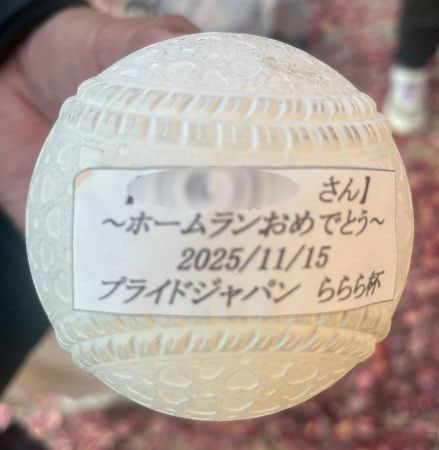 【 さん】
～ホームランおめでとう～
2025/11/15
プライドジャパン ららら杯